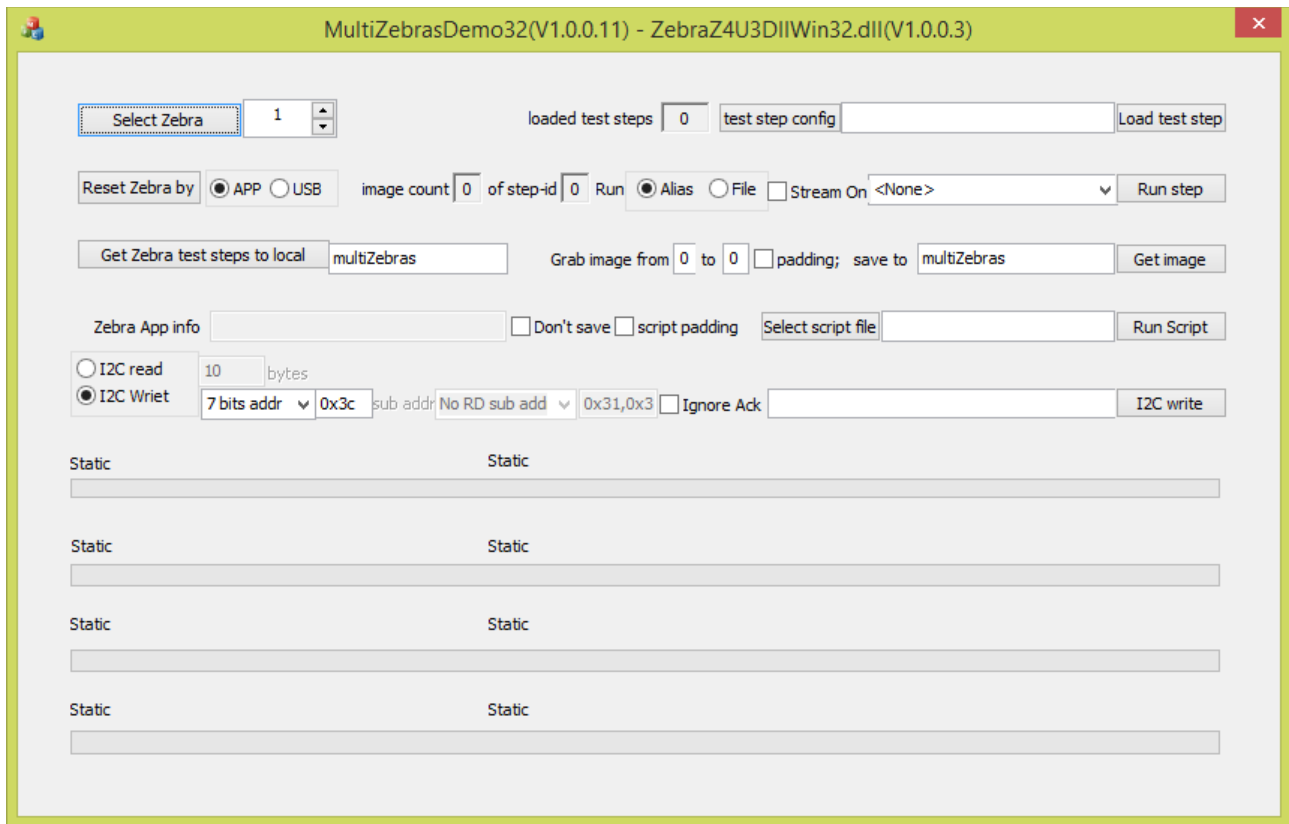 MultiZebrasDemo32(V1.0.0.11) - ZebraZ4U3DllWin32.dll(V1.0.0.3)
Select Zebra 1 loaded test steps 0 test step config Load test step
Reset Zebra by APP USB image count 0 of step-id 0 Run Alias File Stream On <None> Run step
Get Zebra test steps to local multiZebras Grab image from 0 to 0 padding; save to multiZebras Get image
Zebra App info Don't save script padding Select script file Run Script
I2C read 10 bytes
I2C Wriet 7 bits addr 0x3c sub addr No RD sub add 0x31,0x3 Ignore Ack I2C write
Static Static
Static Static
Static Static
Static Static